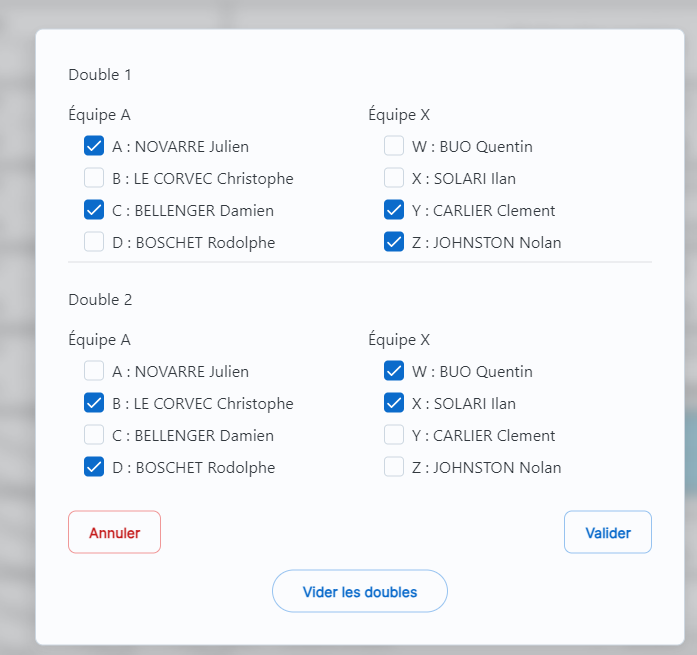 Double 1
Équipe A
Équipe X
A : NOVARRE Julien
W : BUO Quentin
B : LE CORVEC Christophe
X : SOLARI Ilan
C : BELLENGER Damien
Y : CARLIER Clement
D : BOSCHET Rodolphe
Z : JOHNSTON Nolan
Double 2
Équipe A
Équipe X
A : NOVARRE Julien
W : BUO Quentin
B : LE CORVEC Christophe
X : SOLARI Ilan
C : BELLENGER Damien
Y : CARLIER Clement
D : BOSCHET Rodolphe
Z : JOHNSTON Nolan
Annuler
Valider
Vider les doubles